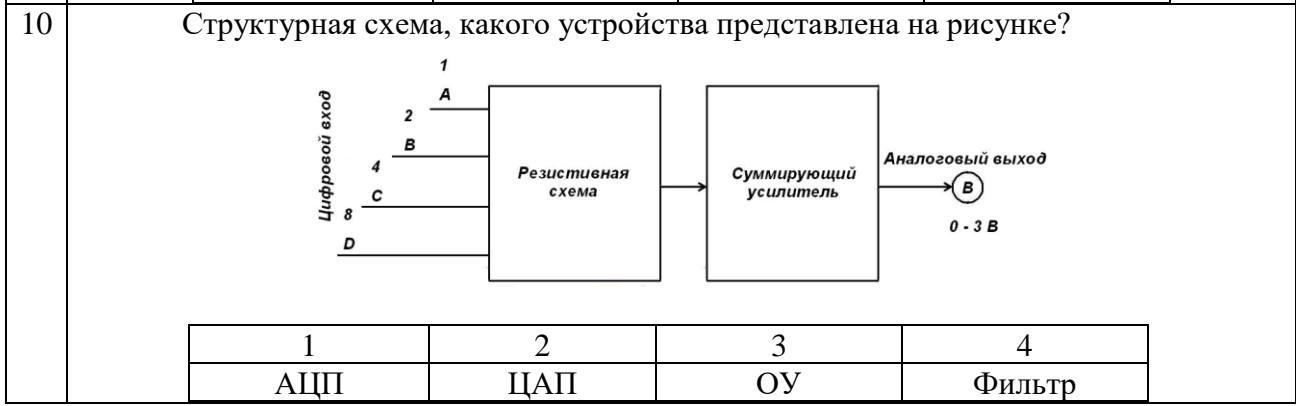 10 Структурная схема, какого устройства представлена на рисунке?
1
A
2
B
4
C
8
D
Цифровой вход
Резистивная
схема
Суммирующий
усилитель
Аналоговый выход
В
0 - 3 В
1 2 3 4
АЦП ЦАП ОУ Фильтр